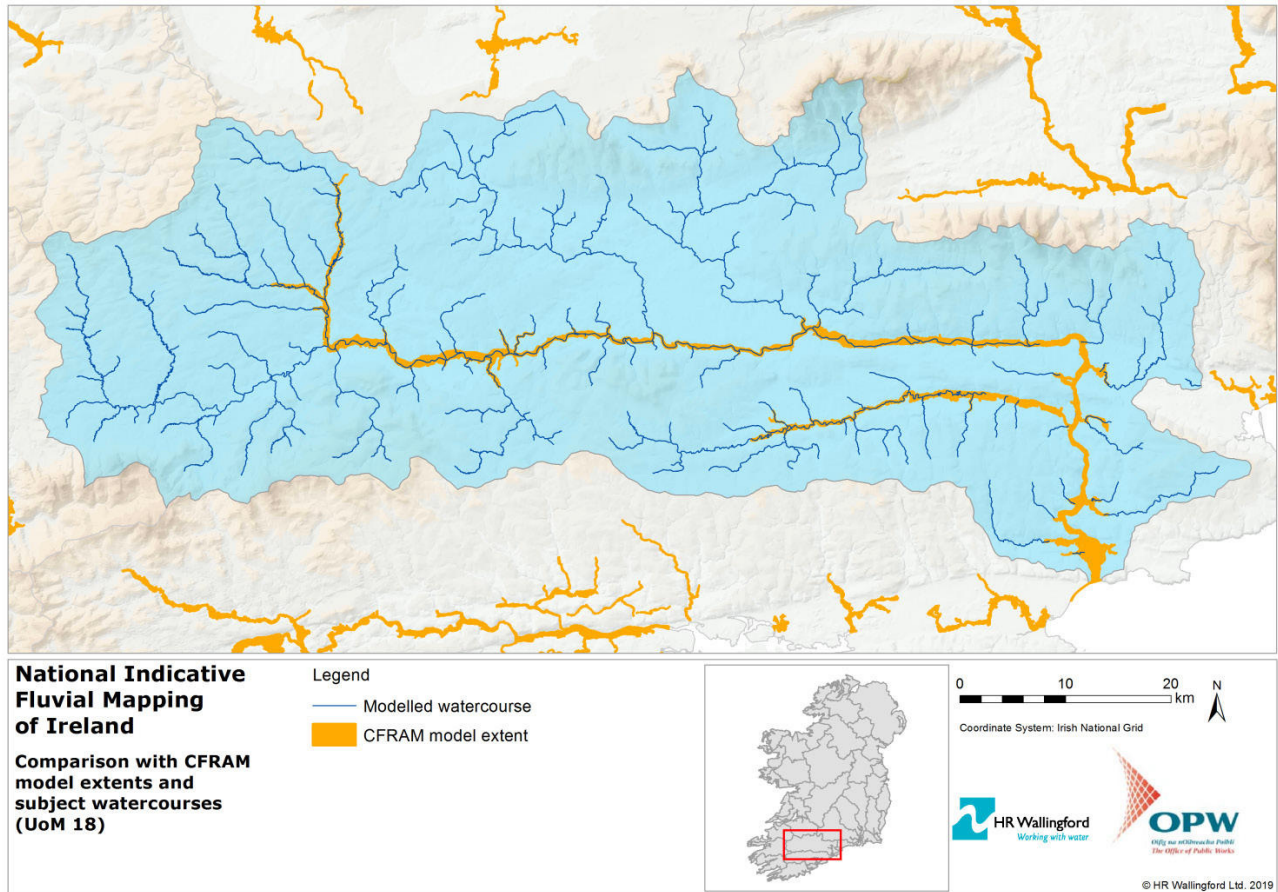 National Indicative
Fluvial Mapping
of Ireland
Comparison with CFRAM
model extents and
subject watercourses
(UoM 18)
Legend
Modelled watercourse
CFRAM model extent
0 10 20
km
N
Coordinate System: Irish National Grid
HR Wallingford
Working with water
OPW
Oifig na nOibreacha Poiblí
The Office of Public Works
© HR Wallingford Ltd. 2019